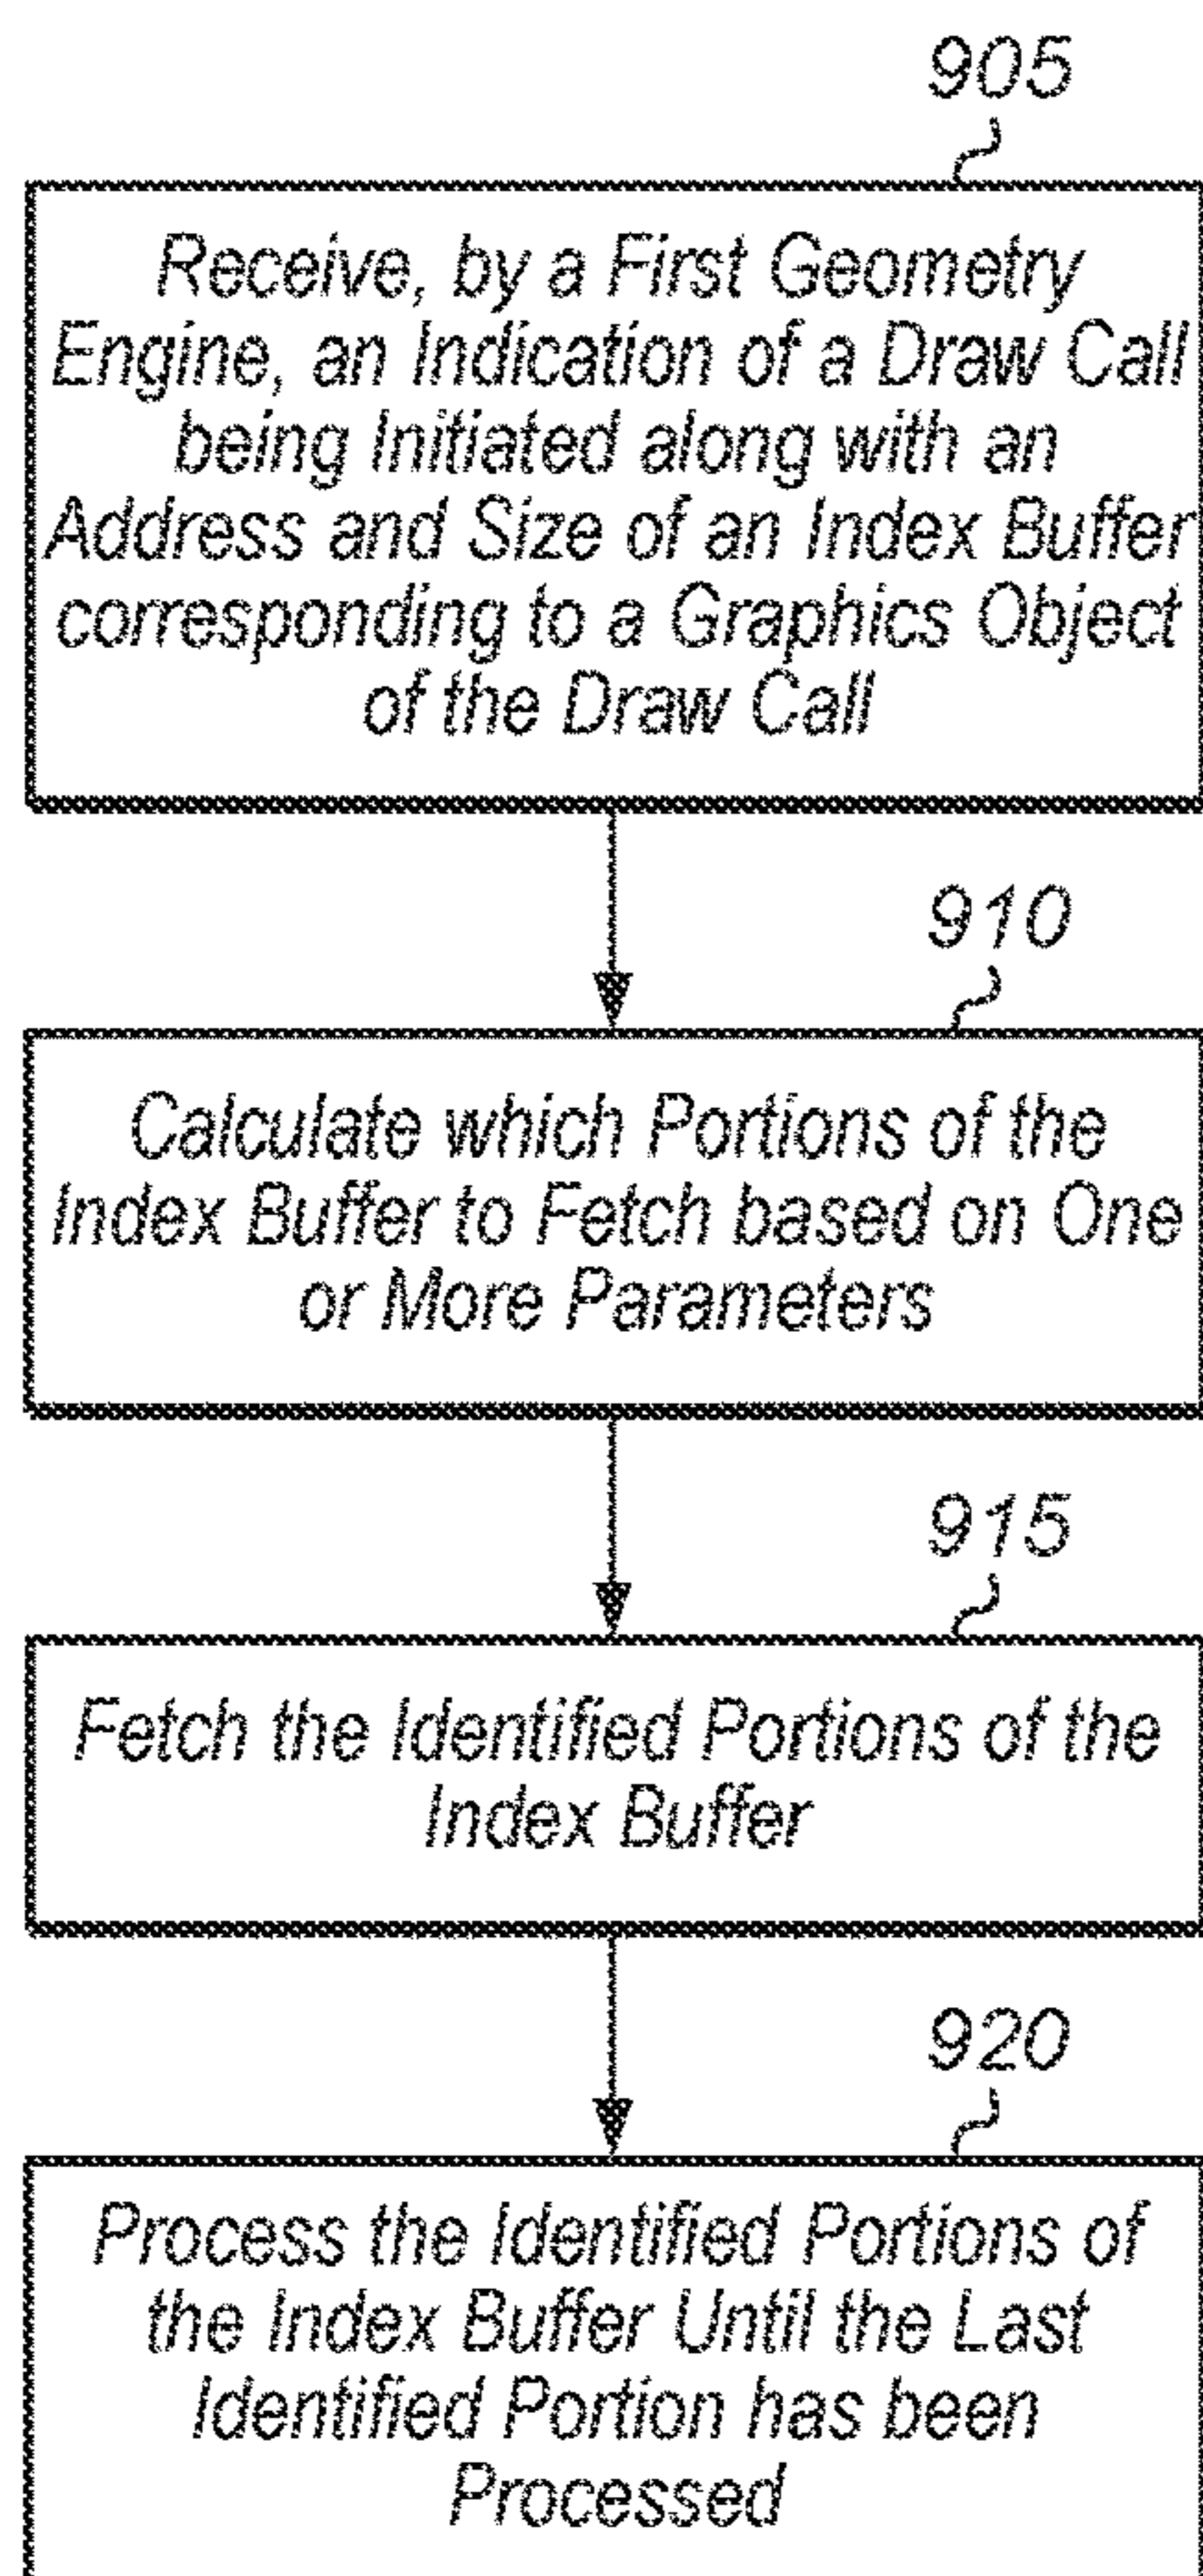 905
Receive, by a First Geometry
Engine, an Indication of a Draw Call
being Initiated along with an
Address and Size of an Index Buffer
corresponding to a Graphics Object
of the Draw Call
910
Calculate which Portions of the
Index Buffer to Fetch based on One
or More Parameters
915
Fetch the Identified Portions of the
Index Buffer
920
Process the Identified Portions of
the Index Buffer Until the Last
Identified Portion has been
Processed